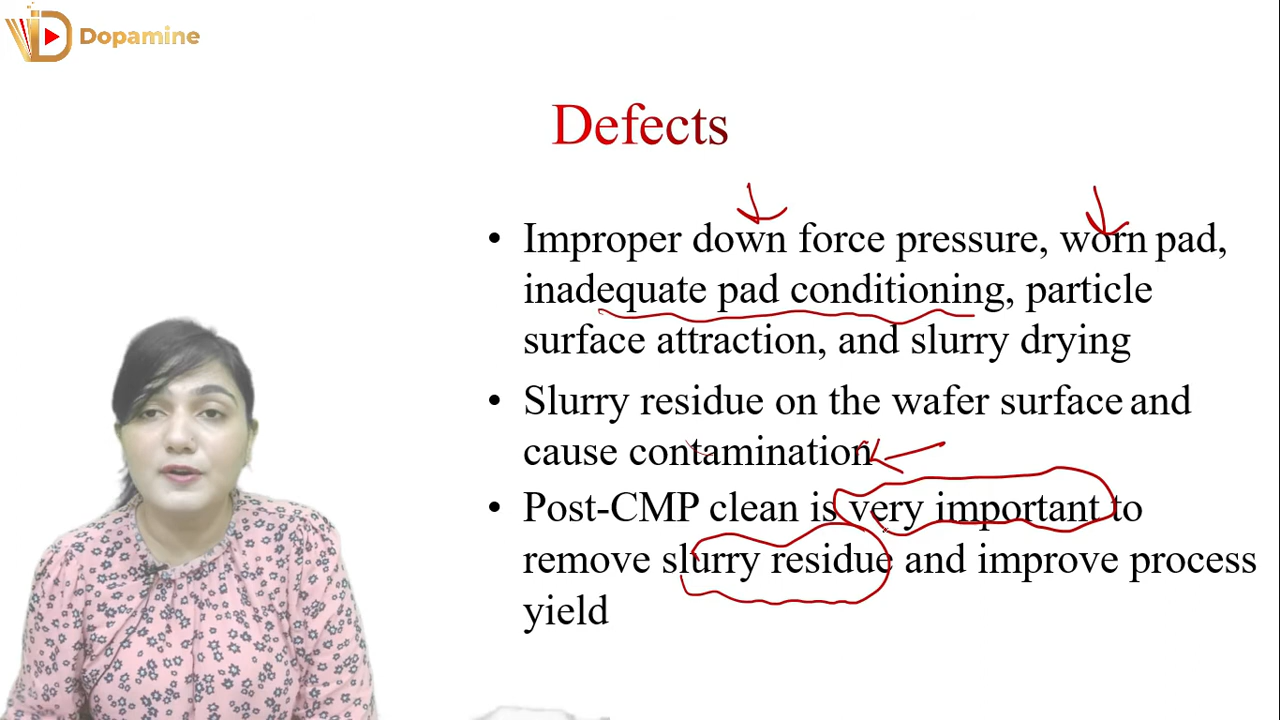 Dopamine
Defects
• Improper down force pressure, worn pad,
inadequate pad conditioning, particle
surface attraction, and slurry drying
• Slurry residue on the wafer surface and
cause contamination
• Post-CMP clean is very important to
remove slurry residue and improve process
yield